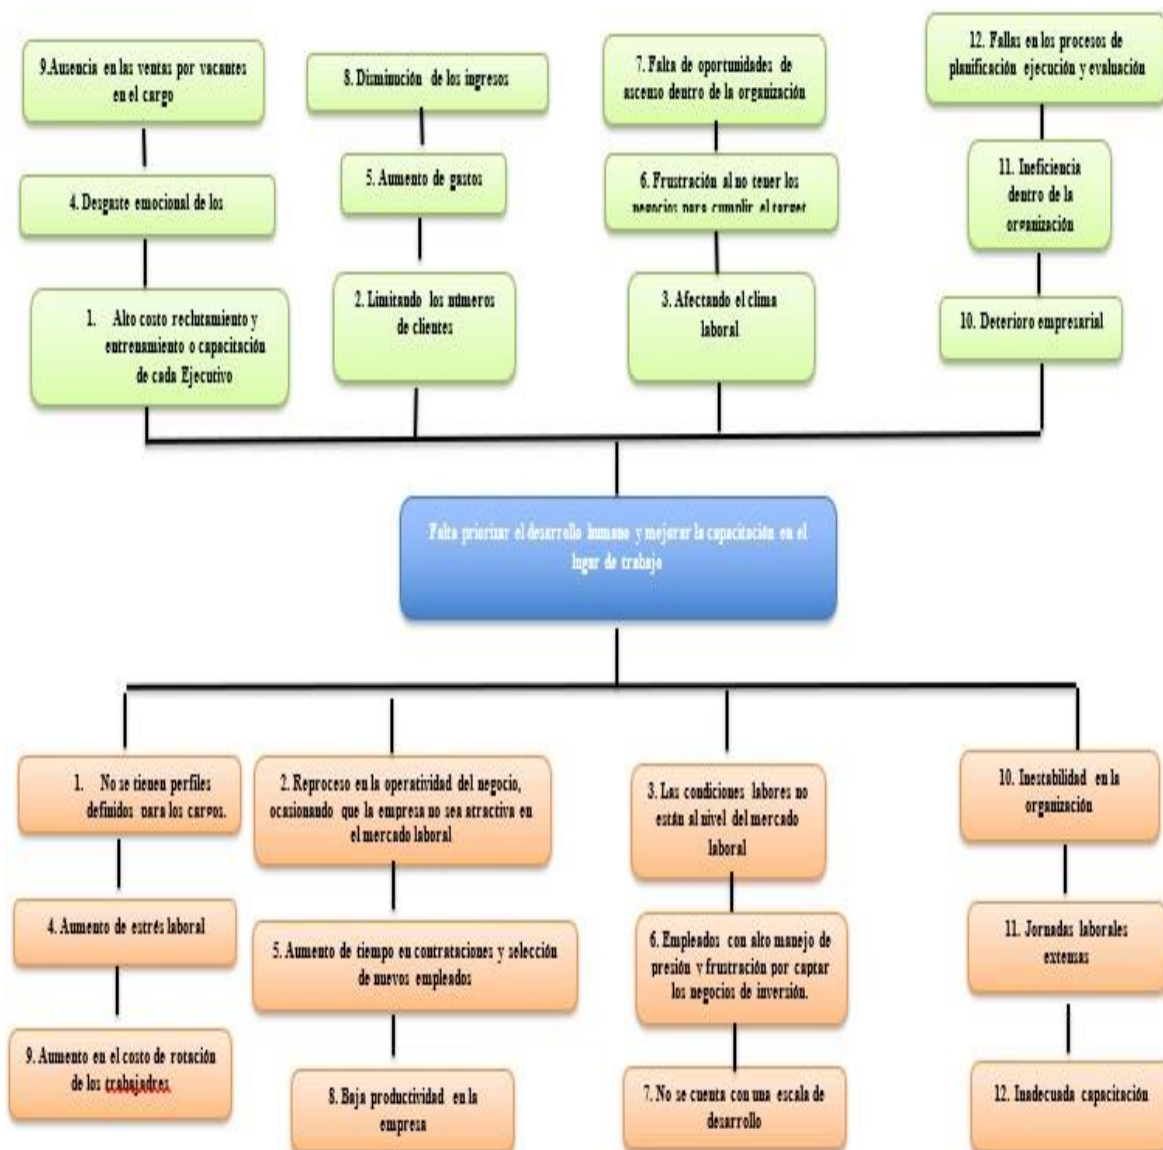 9.Ausencia en las ventas por vacantes
en el cargo
8. Disminución de los ingresos
7. Falta de oportunidades de
ascenso dentro de la organización
12. Fallas en los procesos de
planificación ejecución y evaluación
4. Desgaste emocional de los
5. Aumento de gastos
6. Frustración al no tener los
negocios para cumplir el target
11. Ineficiencia
dentro de la
organización
1. Alto costo reclutamiento y
entrenamiento o capacitación
de cada Ejecutivo
2. Limitando los números
de clientes
3. Afectando el clima
laboral
10. Deterioro empresarial
Falta priorizar el desarrollo humano y mejorar la capacitación en el
lugar de trabajo
1. No se tienen perfiles
definidos para los cargos.
2. Reproceso en la operatividad del negocio,
ocasionando que la empresa no sea atractiva en
el mercado laboral
3. Las condiciones labores no
están al nivel del mercado
laboral
10. Inestabilidad en la
organización
4. Aumento de estrés laboral
5. Aumento de tiempo en contrataciones y selección
de nuevos empleados
6. Empleados con alto manejo de
presión y frustración por captar
los negocios de inversión.
11. Jornadas laborales
extensas
9. Aumento en el costo de rotación
de los trabajadres
8. Baja productividad en la
empresa
7. No se cuenta con una escala de
desarrollo
12. Inadecuada capacitación